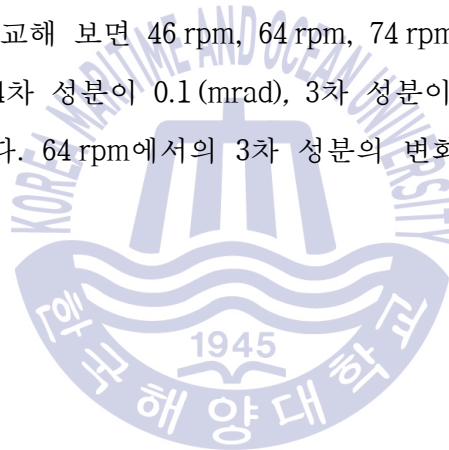 교해 보면 46 rpm, 64 rpm, 74 rpm
4차 성분이 0.1(mrad), 3차 성분이
다. 64 rpm에서의 3차 성분의 변화
KOREA MARITIME AND OCEAN UNIVERSITY
1945
한국해양대학교